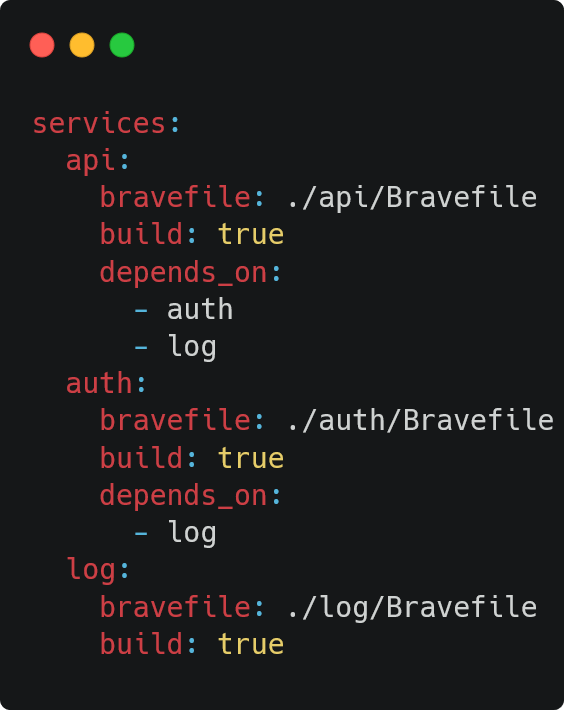 services:
  api:
    bravefile: ./api/Bravefile
    build: true
    depends_on:
      - auth
      - log
  auth:
    bravefile: ./auth/Bravefile
    build: true
    depends_on:
      - log
  log:
    bravefile: ./log/Bravefile
    build: true